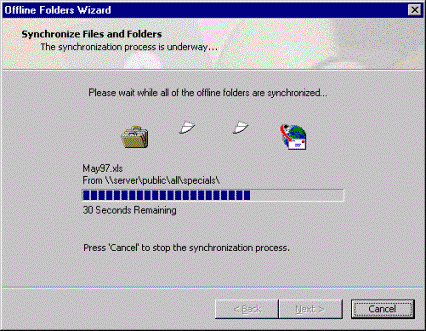 Offline Folders Wizard
Synchronize Files and Folders
The synchronization process is underway...
Please wait while all of the offline folders are synchronized...
May97.xls
From \\server\public\all\specials\
30 Seconds Remaining
Press 'Cancel' to stop the synchronization process.
< Back Next > Cancel